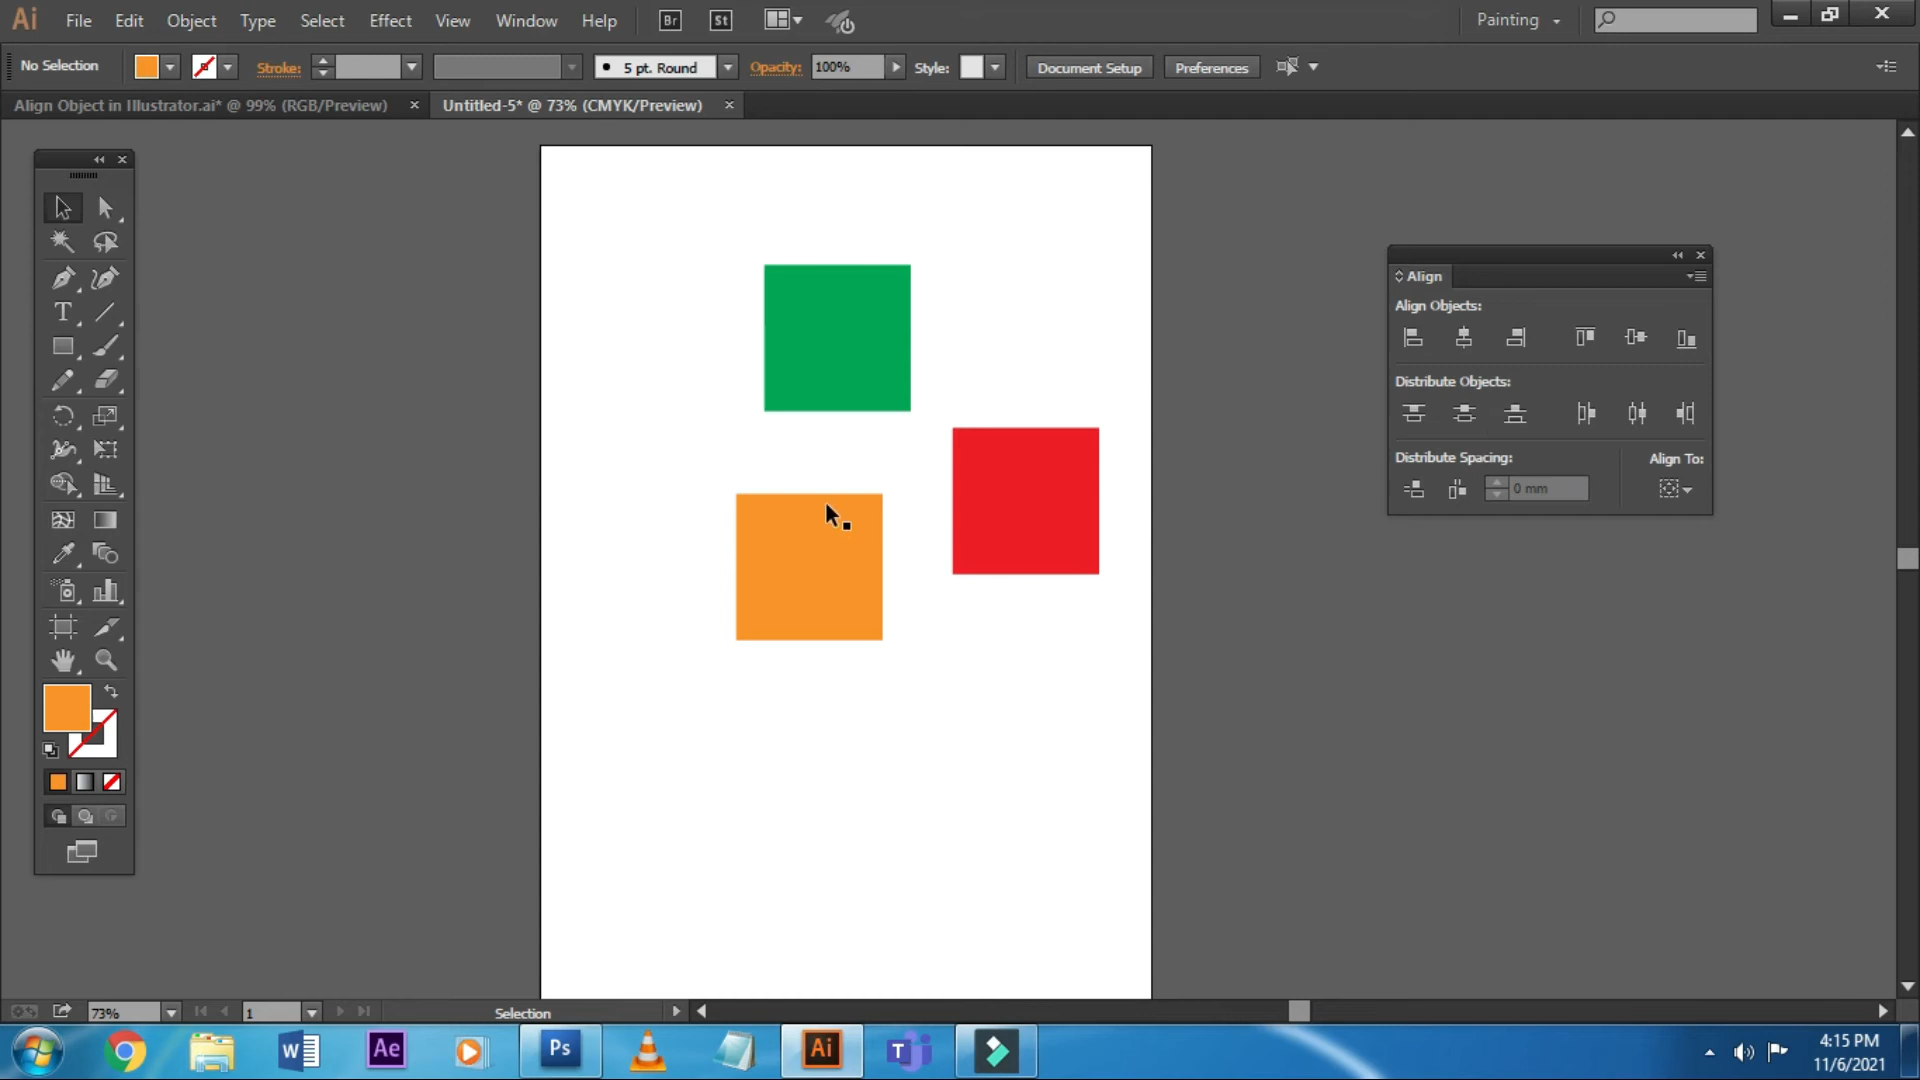 Ai File Edit Object Type Select Effect View Window Help Br St Painting
No Selection Stroke: 5 pt. Round Opacity: 100% Style: Document Setup Preferences
Align Object in Illustrator.ai* @ 99% (RGB/Preview) Untitled-5* @ 73% (CMYK/Preview)
Align
Align Objects:
Distribute Objects:
Distribute Spacing: Align To:
0 mm
73% 1 Selection
W Ae Ps Ai T
4:15 PM
11/6/2021